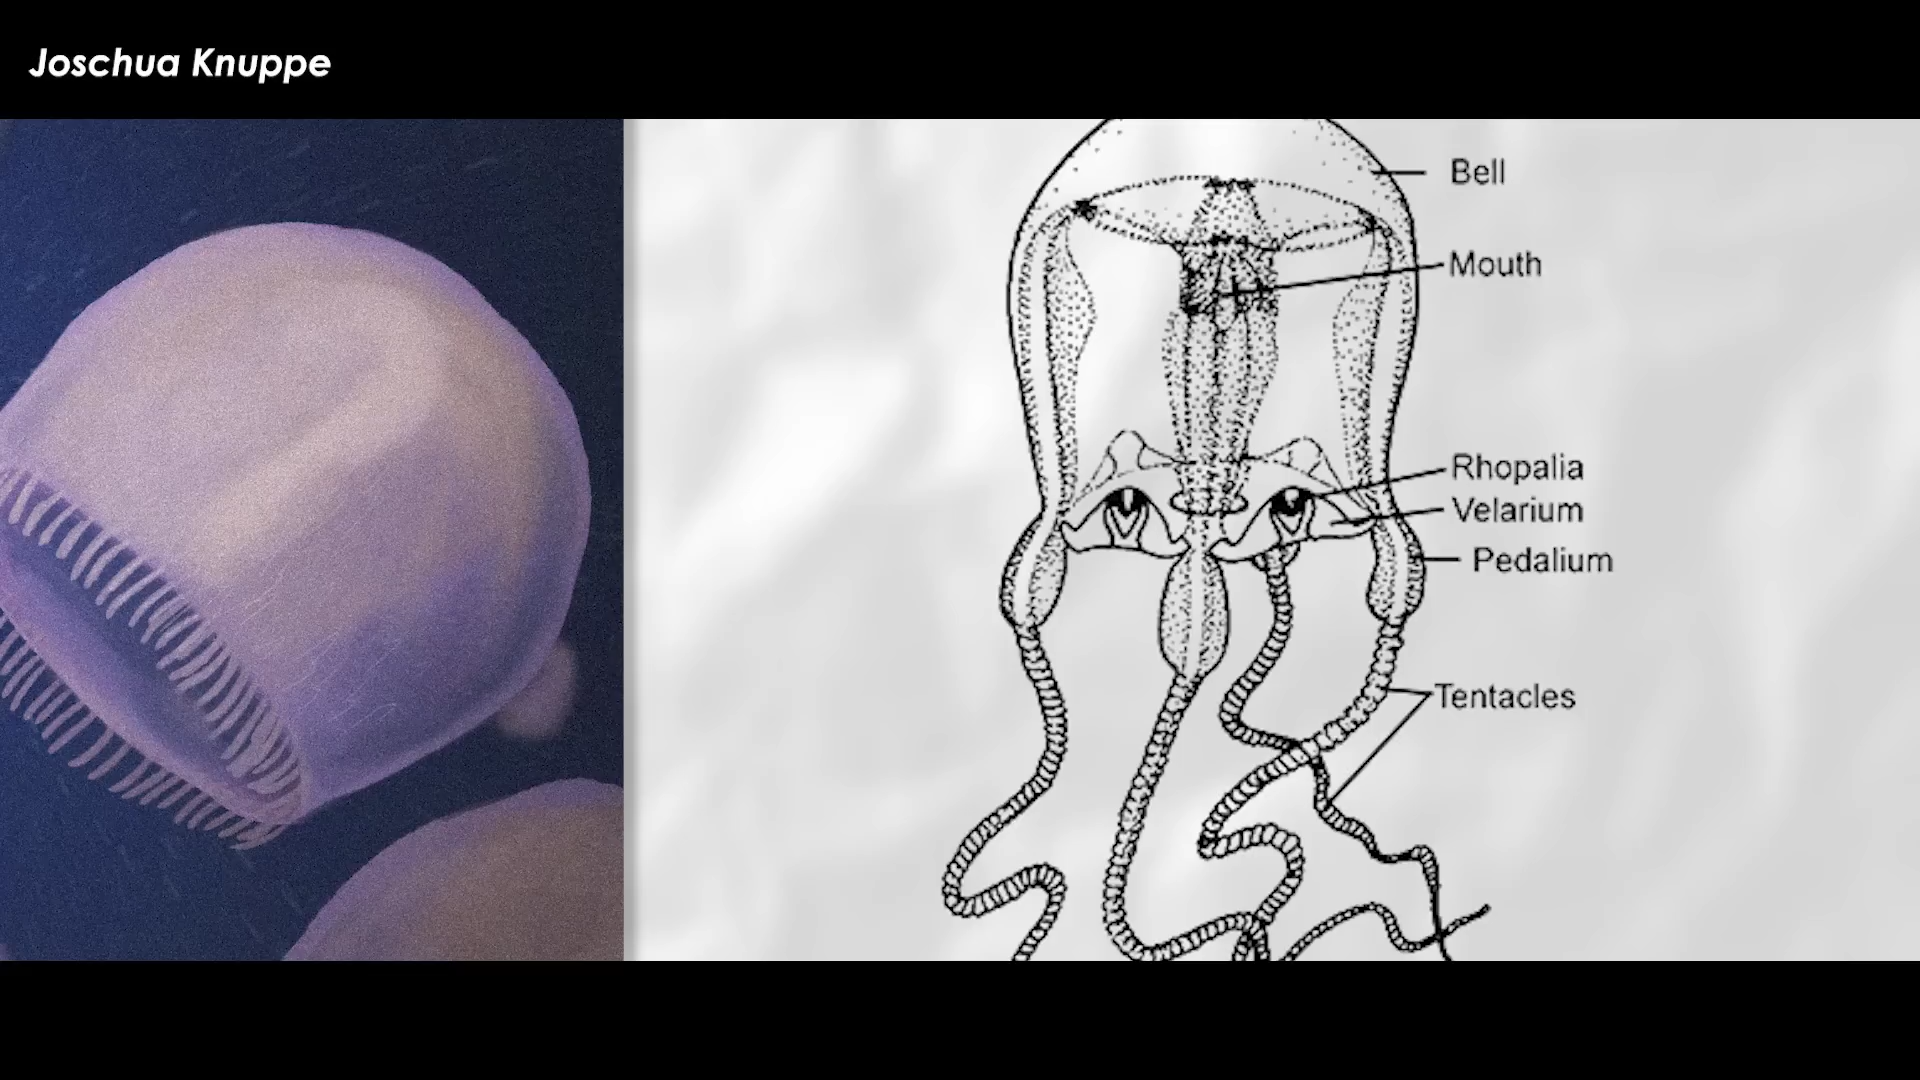 Joschua Knuppe
Bell
Mouth
Rhopalia
Velarium
Pedalium
Tentacles